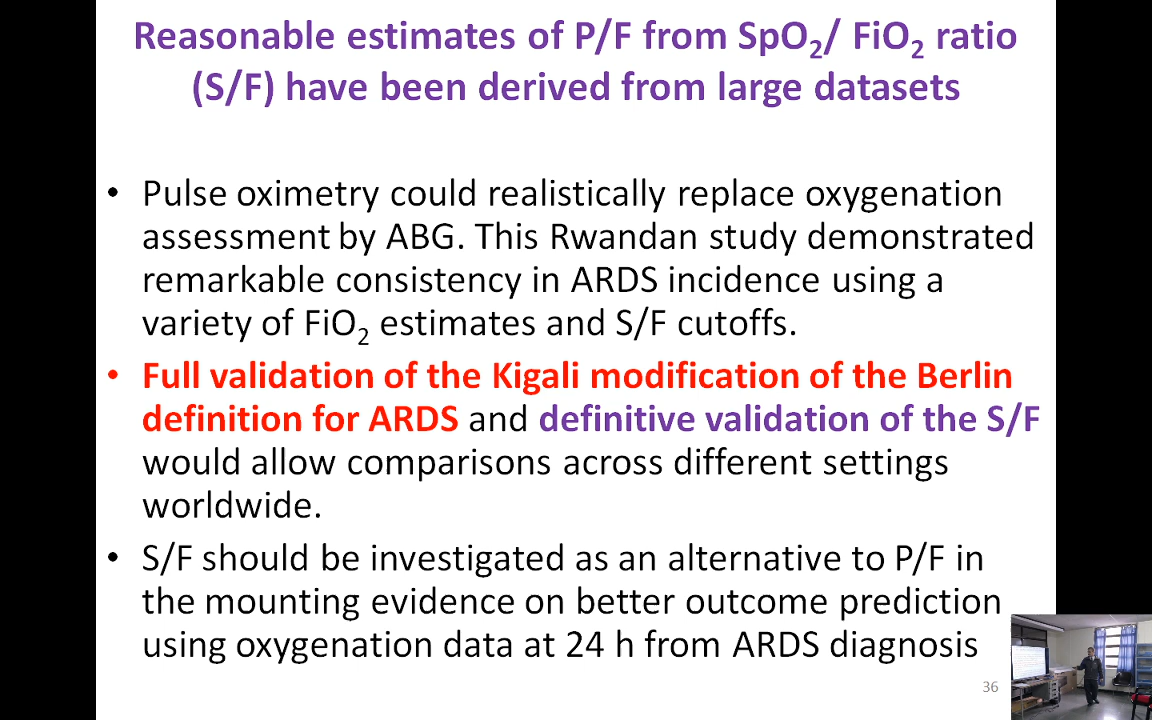 Reasonable estimates of P/F from SpO₂/ FiO₂ ratio
(S/F) have been derived from large datasets
• Pulse oximetry could realistically replace oxygenation
assessment by ABG. This Rwandan study demonstrated
remarkable consistency in ARDS incidence using a
variety of FiO₂ estimates and S/F cutoffs.
• Full validation of the Kigali modification of the Berlin
definition for ARDS and definitive validation of the S/F
would allow comparisons across different settings
worldwide.
• S/F should be investigated as an alternative to P/F in
the mounting evidence on better outcome prediction
using oxygenation data at 24 h from ARDS diagnosis
36